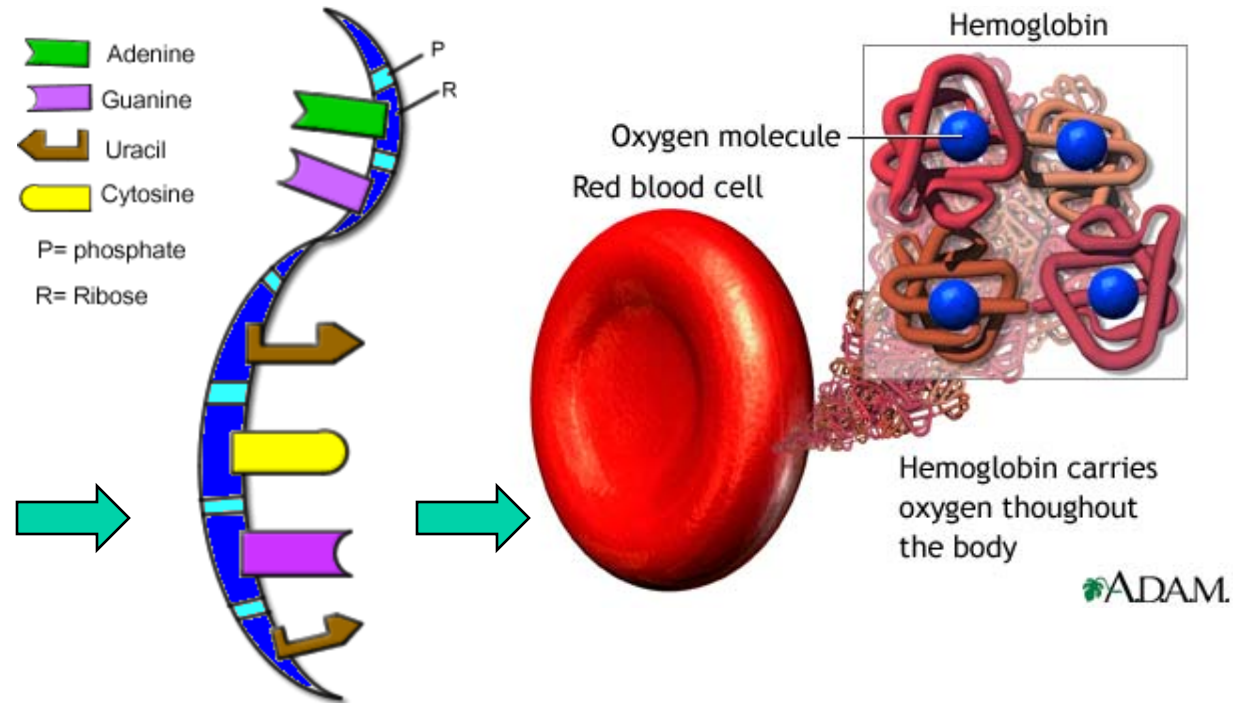 Adenine
Guanine
Uracil
Cytosine
P= phosphate
R= Ribose
P
R
Hemoglobin
Oxygen molecule
Red blood cell
Hemoglobin carries
oxygen thoughout
the body
A.D.A.M.